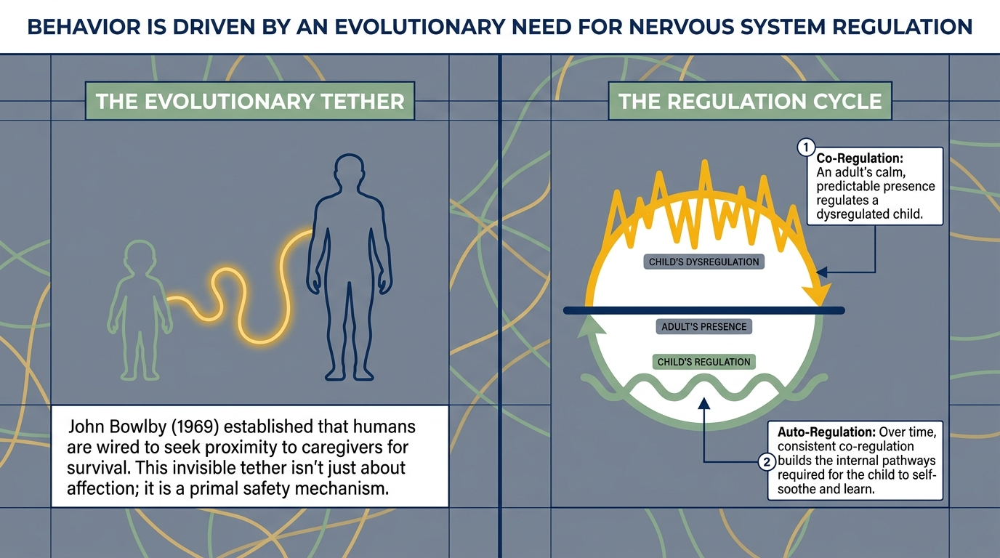 BEHAVIOR IS DRIVEN BY AN EVOLUTIONARY NEED FOR NERVOUS SYSTEM REGULATION
THE EVOLUTIONARY TETHER
John Bowlby (1969) established that humans
are wired to seek proximity to caregivers for
survival. This invisible tether isn't just about
affection; it is a primal safety mechanism.
THE REGULATION CYCLE
1
Co-Regulation:
An adult's calm,
predictable presence
regulates a
dysregulated child.
CHILD'S DYSREGULATION
ADULT'S PRESENCE
CHILD'S REGULATION
2
Auto-Regulation: Over time,
consistent co-regulation
builds the internal pathways
required for the child to self-
soothe and learn.